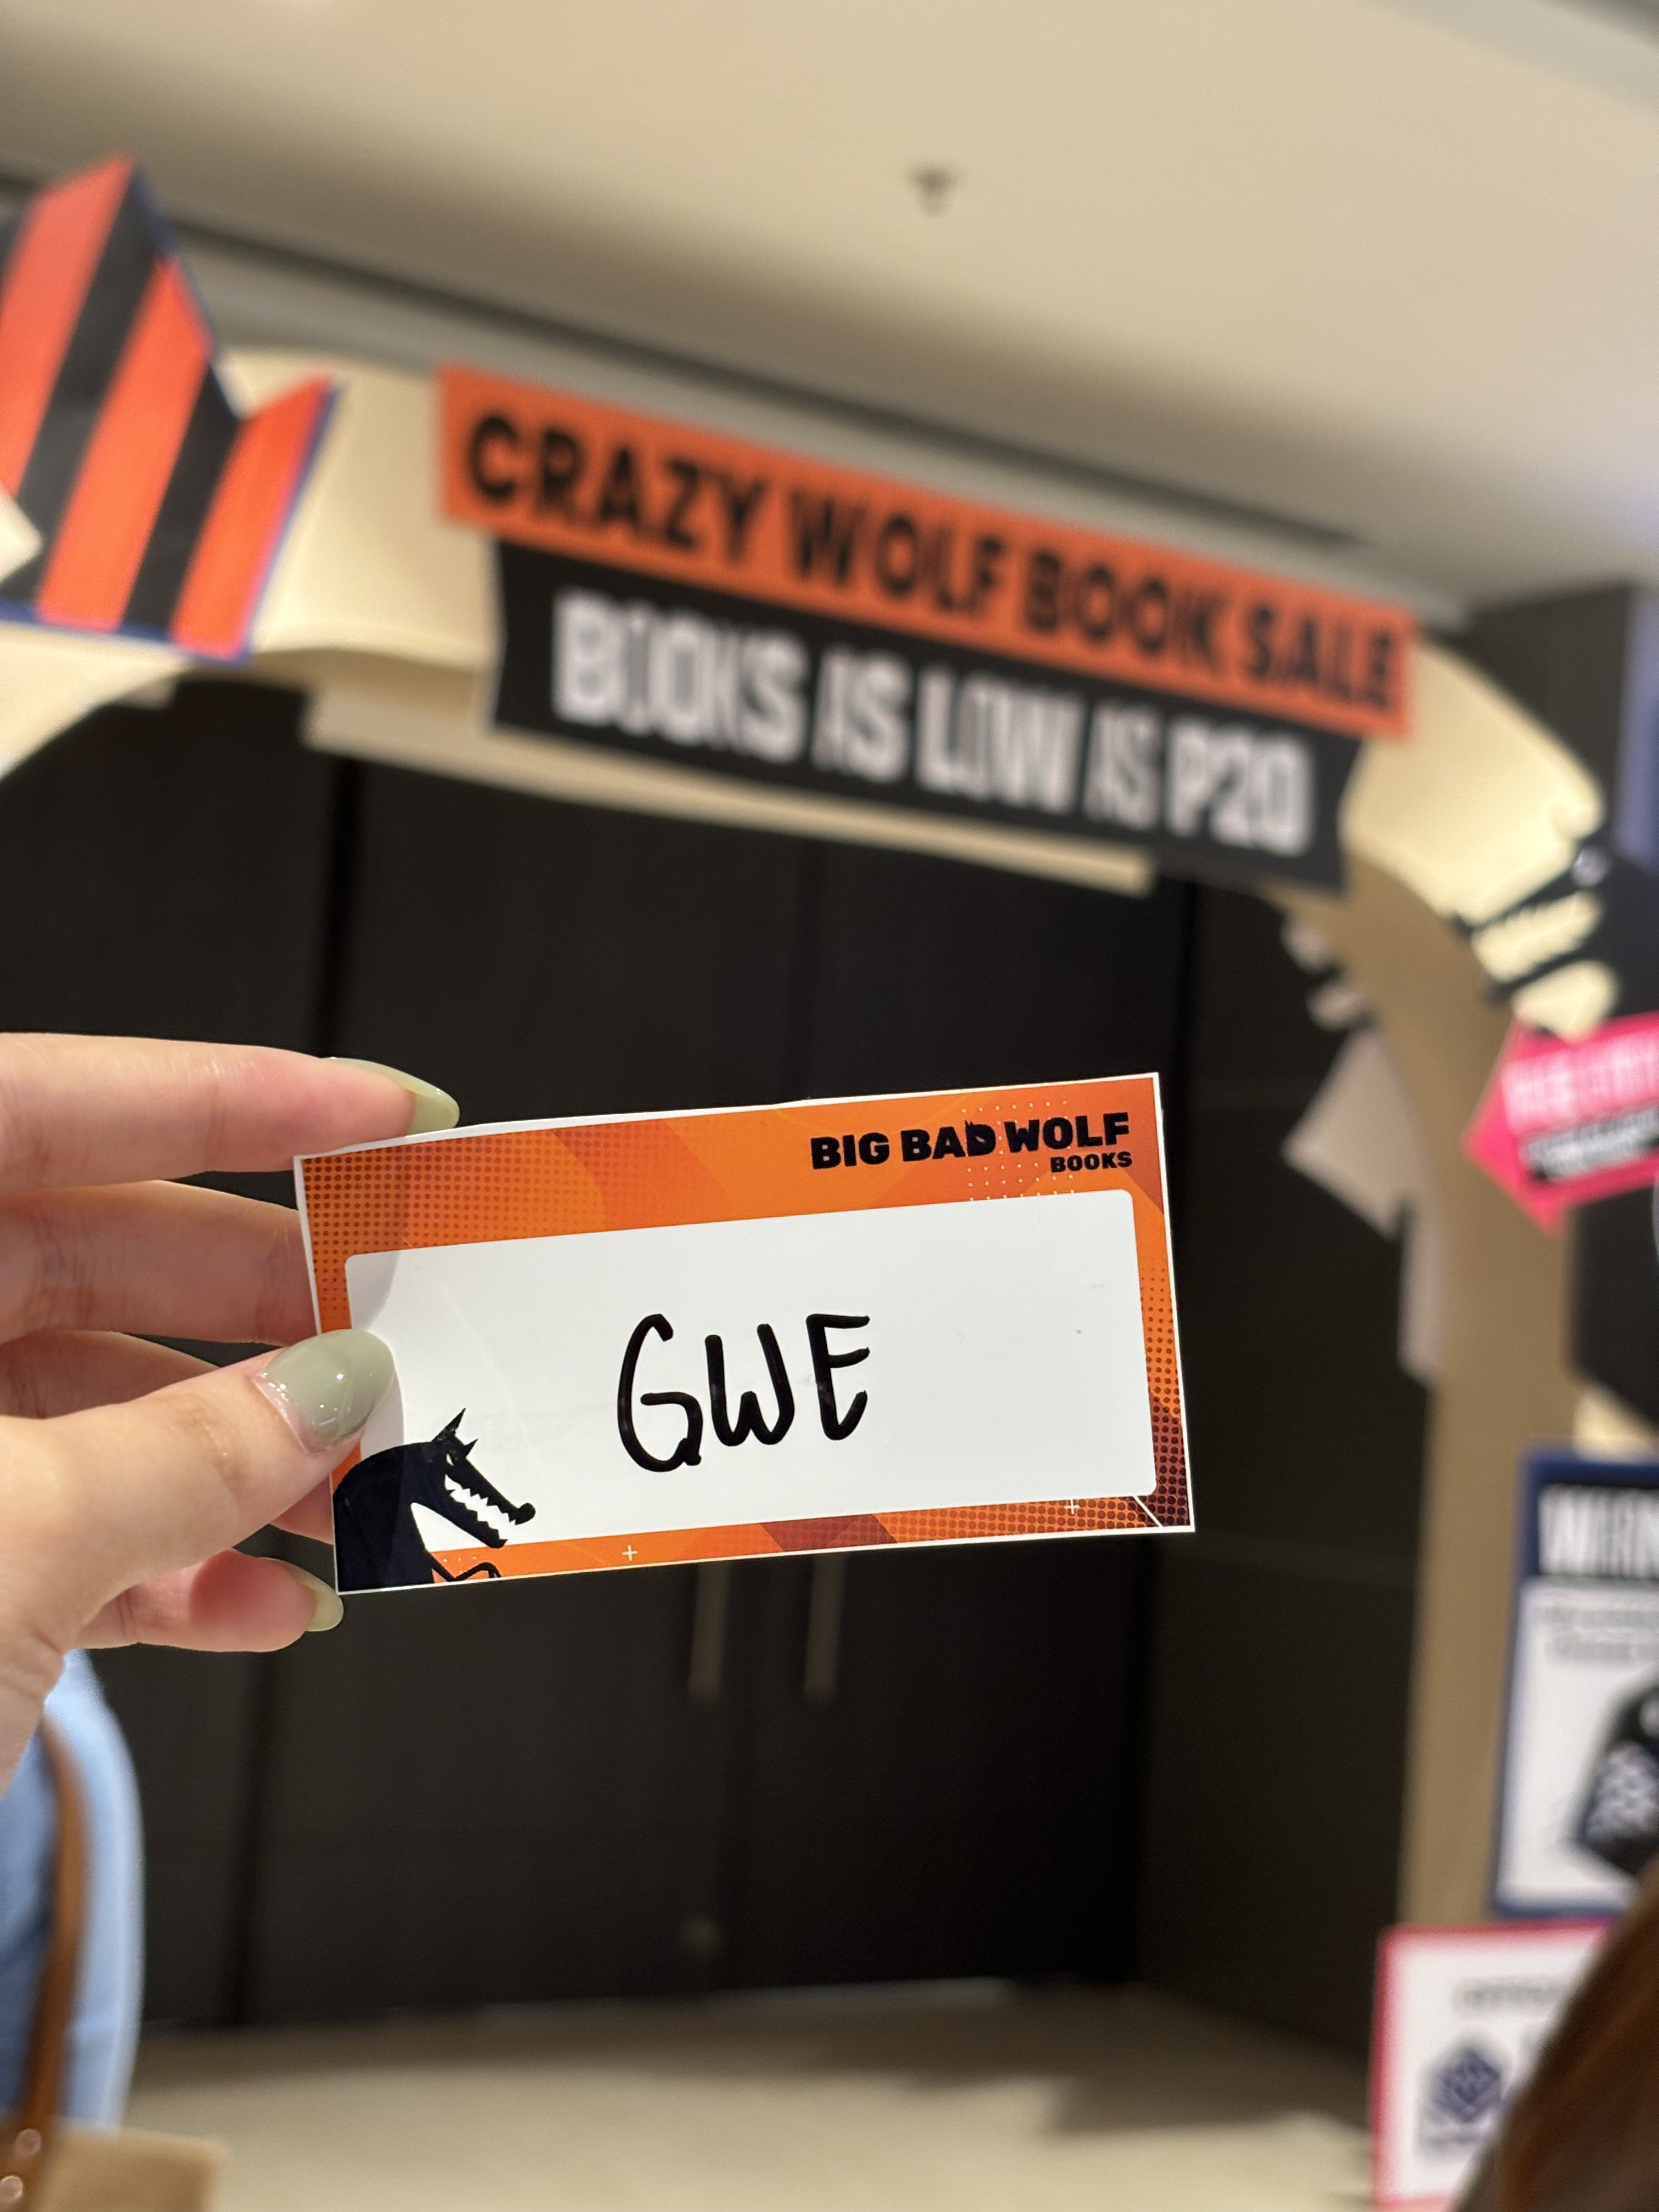 CRAZY WOLF BOOK SALE
BOOKS AS LOW AS P20
BIG BAD WOLF
BOOKS
GWE